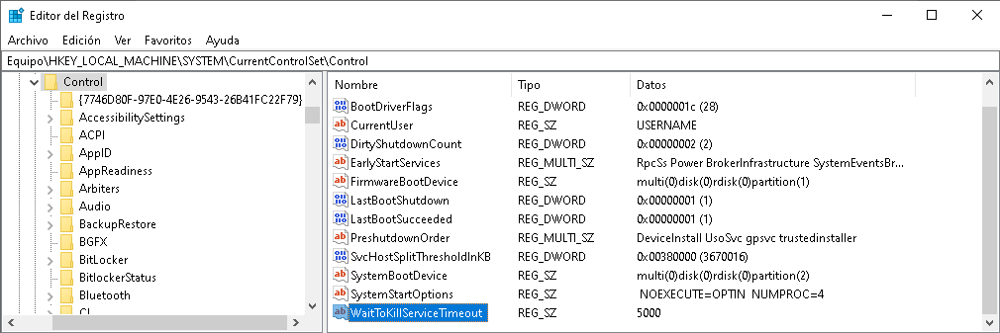 Editor del Registro
Archivo Edición Ver Favoritos Ayuda
Equipo\HKEY_LOCAL_MACHINE\SYSTEM\CurrentControlSet\Control
Control
{7746D80F-97E0-4E26-9543-26B41FC22F79}
AccessibilitySettings
ACPI
AppID
AppReadiness
Arbiters
Audio
BackupRestore
BGFX
BitLocker
BitlockerStatus
Bluetooth
CI
Nombre Tipo Datos
BootDriverFlags REG_DWORD 0x0000001c (28)
CurrentUser REG_SZ USERNAME
DirtyShutdownCount REG_DWORD 0x00000002 (2)
EarlyStartServices REG_MULTI_SZ RpcSs Power BrokerInfrastructure SystemEventsBr...
FirmwareBootDevice REG_SZ multi(0)disk(0)rdisk(0)partition(1)
LastBootShutdown REG_DWORD 0x00000001 (1)
LastBootSucceeded REG_DWORD 0x00000001 (1)
PreshutdownOrder REG_MULTI_SZ DeviceInstall UsoSvc gpsvc trustedinstaller
SvcHostSplitThresholdInKB REG_DWORD 0x00380000 (3670016)
SystemBootDevice REG_SZ multi(0)disk(0)rdisk(0)partition(2)
SystemStartOptions REG_SZ NOEXECUTE=OPTIN NUMPROC=4
WaitToKillServiceTimeout REG_SZ 5000